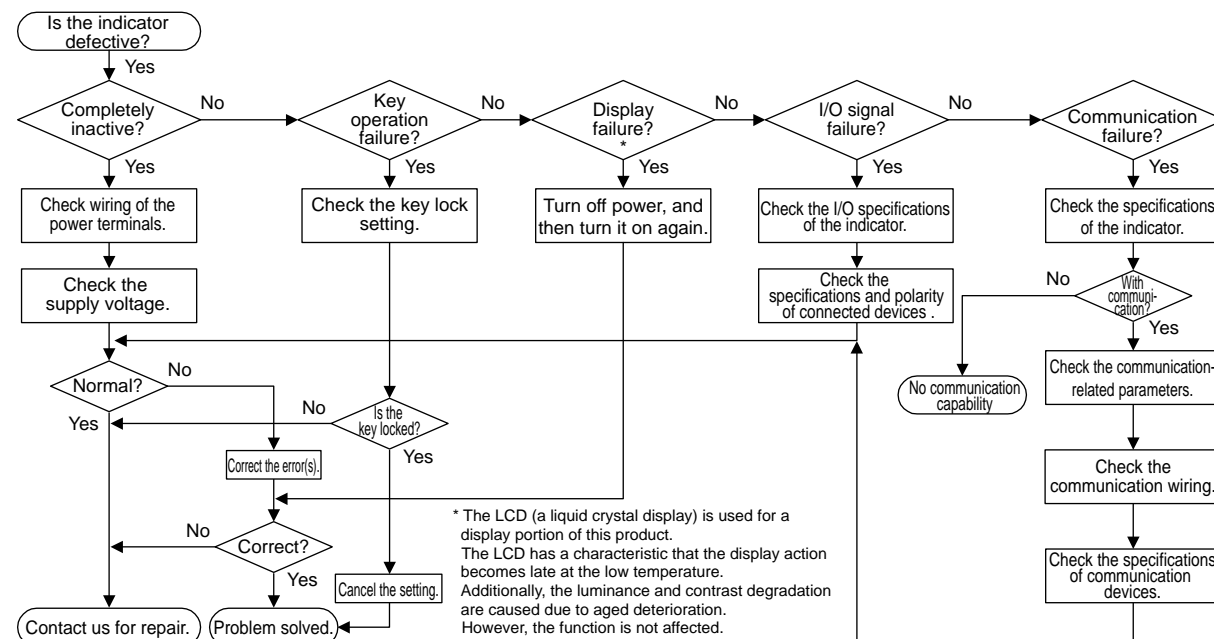 Is the indicator
defective?
Yes
Completely
inactive?
No
Key
operation
failure?
No
Display
failure?
*
No
I/O signal
failure?
No
Communication
failure?
Yes
Yes
Yes
Yes
Yes
Check wiring of the
power terminals.
Check the key lock
setting.
Turn off power, and
then turn it on again.
Check the I/O specifications
of the indicator.
Check the specifications
of the indicator.
Check the
supply voltage.
Check the
specifications and polarity
of connected devices .
No
With
communi-
cation?
Yes
Normal?
No
Yes
No communication
capability
Check the communication-
related parameters.
No
Is the
key locked?
Yes
Correct the error(s).
Check the
communication wiring.
No
Correct?
Yes
* The LCD (a liquid crystal display) is used for a
display portion of this product.
The LCD has a characteristic that the display action
becomes late at the low temperature.
Additionally, the luminance and contrast degradation
are caused due to aged deterioration.
However, the function is not affected.
Check the specifications
of communication
devices.
Cancel the setting.
Contact us for repair.
Problem solved.